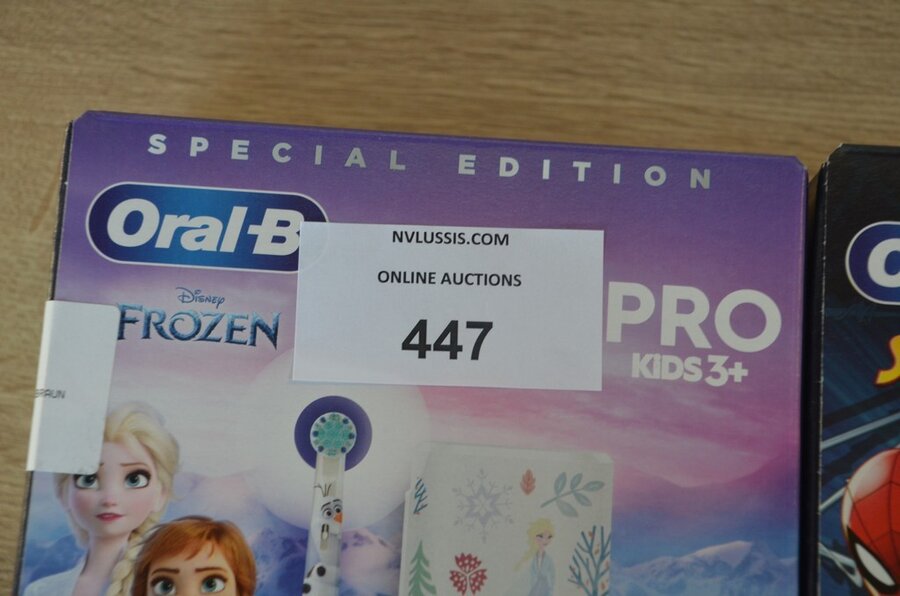 SPECIAL EDITION
Oral-B
NVLUSSIS.COM
ONLINE AUCTIONS
447
Disney
FROZEN
PRO
KIDS 3+